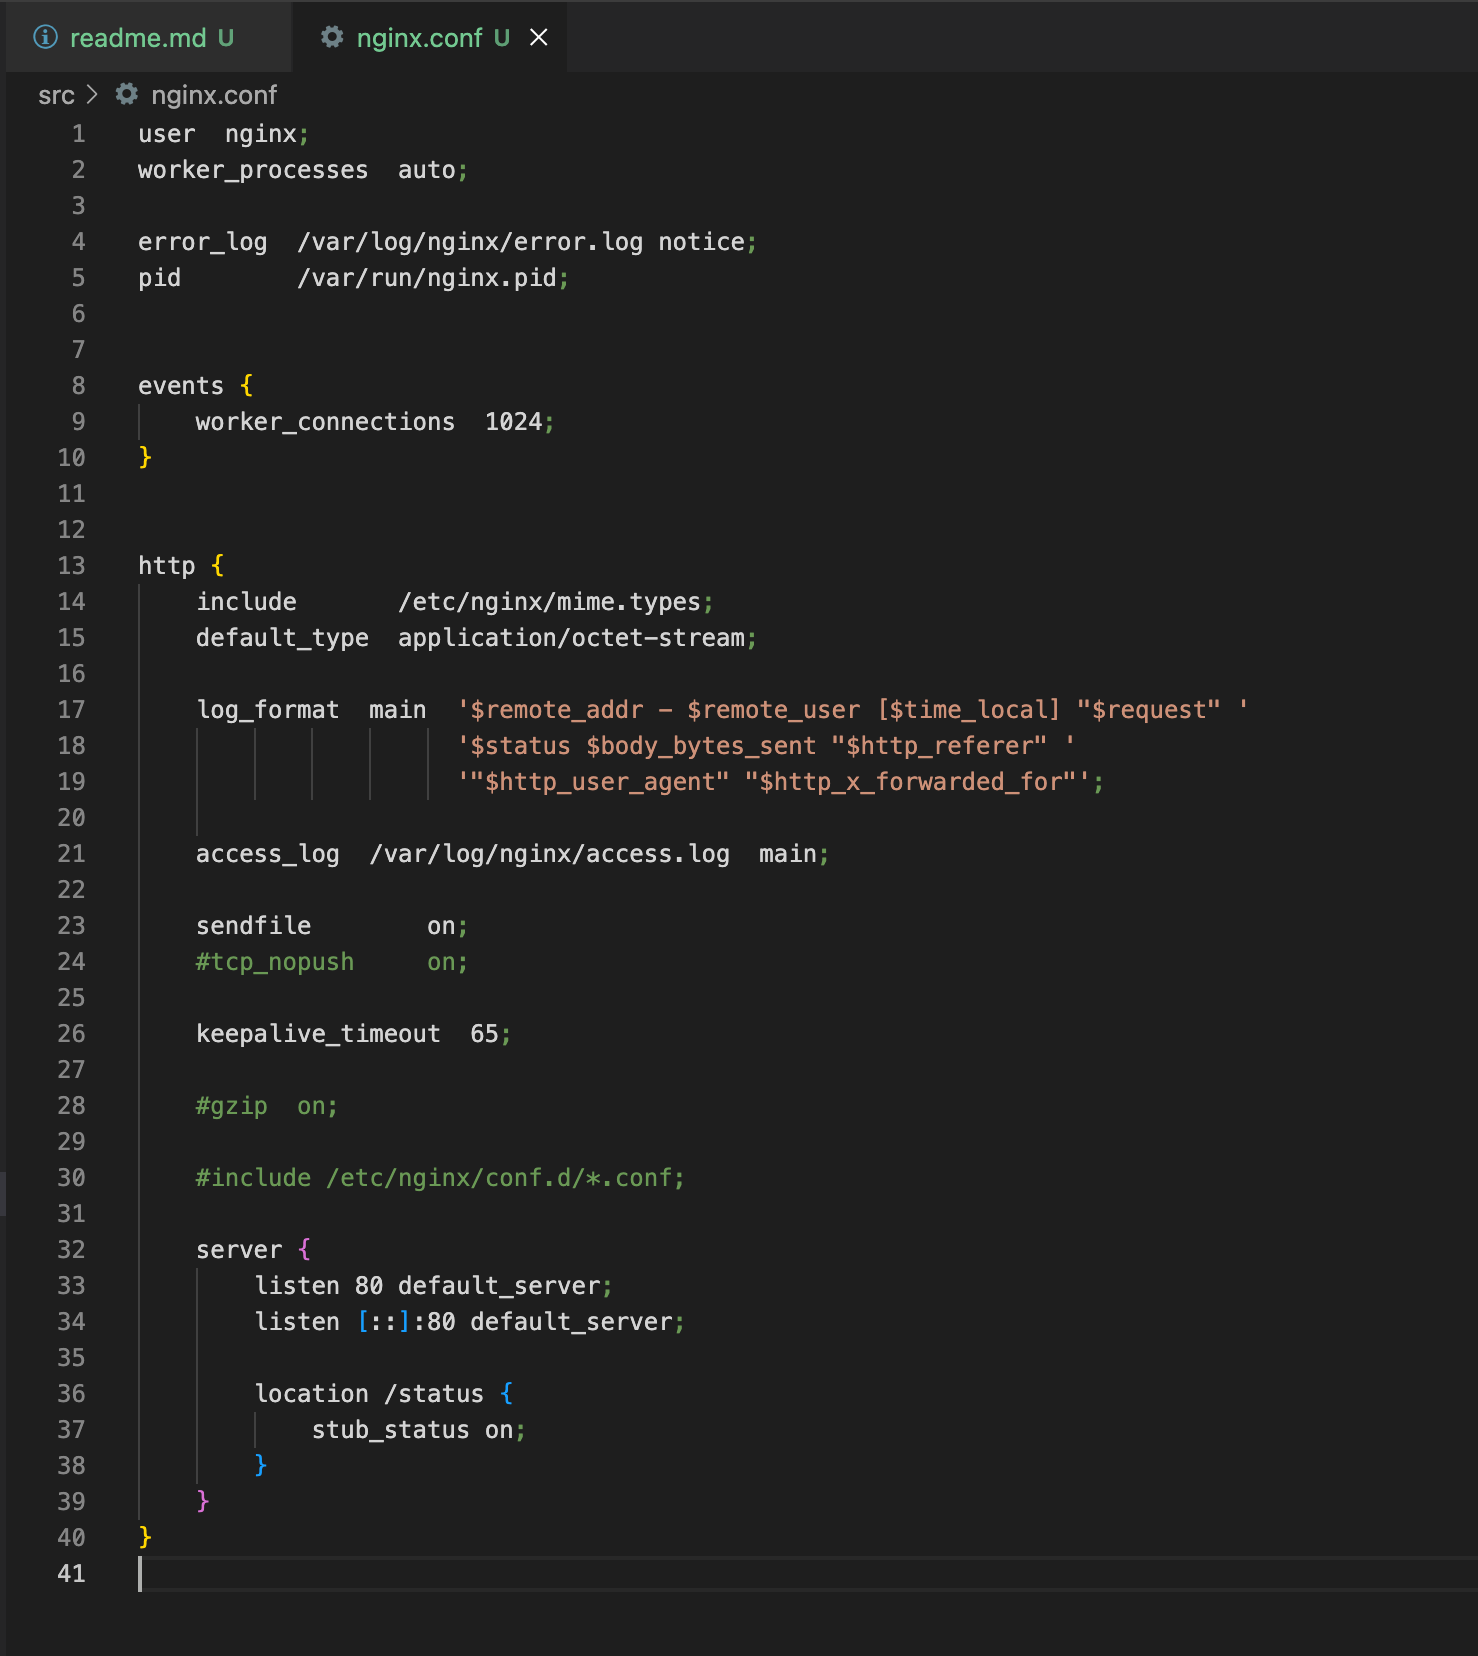 readme.md U
nginx.conf U
src > nginx.conf
1 user  nginx;
2 worker_processes  auto;
3
4 error_log  /var/log/nginx/error.log notice;
5 pid        /var/run/nginx.pid;
6
7
8 events {
9     worker_connections  1024;
10 }
11
12
13 http {
14     include       /etc/nginx/mime.types;
15     default_type  application/octet-stream;
16
17     log_format  main  '$remote_addr - $remote_user [$time_local] "$request" '
18                       '$status $body_bytes_sent "$http_referer" '
19                       '"$http_user_agent" "$http_x_forwarded_for"';
20
21     access_log  /var/log/nginx/access.log  main;
22
23     sendfile        on;
24     #tcp_nopush     on;
25
26     keepalive_timeout  65;
27
28     #gzip  on;
29
30     #include /etc/nginx/conf.d/*.conf;
31
32     server {
33         listen 80 default_server;
34         listen [::]:80 default_server;
35
36         location /status {
37             stub_status on;
38         }
39     }
40 }
41